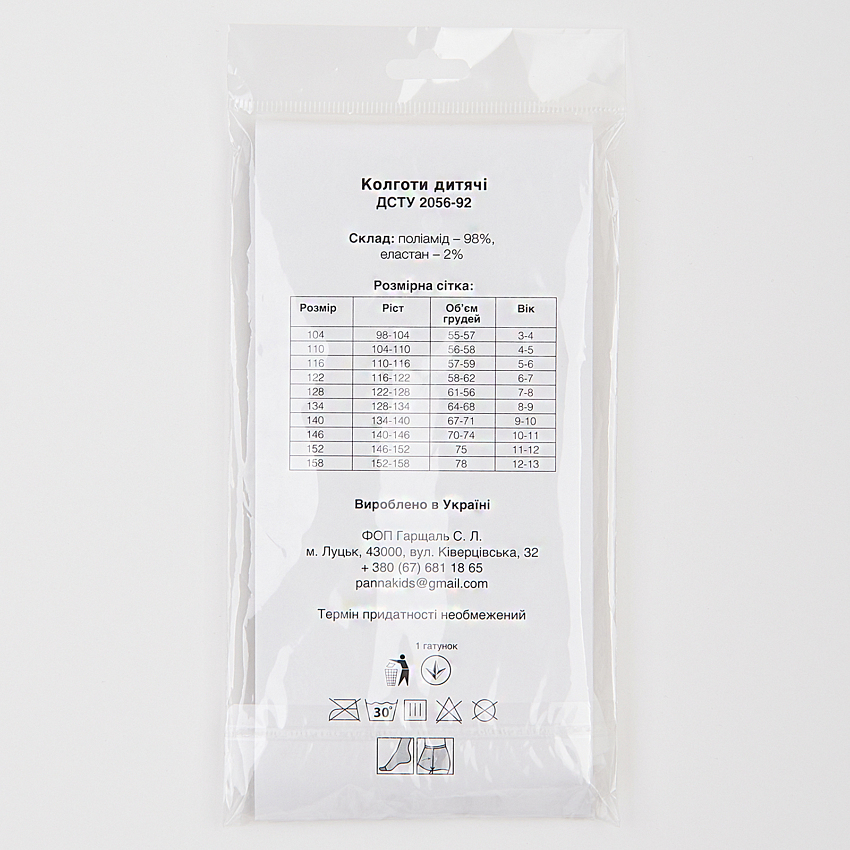 Колготи дитячі
ДСТУ 2056-92
Склад: поліамід – 98%,
еластан – 2%
Розмірна сітка:
Розмір Ріст Об'єм грудей Вік
104 98-104 55-57 3-4
110 104-110 56-58 4-5
116 110-116 57-59 5-6
122 116-122 58-62 6-7
128 122-128 61-56 7-8
134 128-134 64-68 8-9
140 134-140 67-71 9-10
146 140-146 70-74 10-11
152 146-152 75 11-12
158 152-158 78 12-13
Вироблено в Україні
ФОП Гарщаль С. Л.
м. Луцьк, 43000, вул. Ківерцівська, 32
+ 380 (67) 681 18 65
pannakids@gmail.com
Термін придатності необмежений
1 гатунок
30°